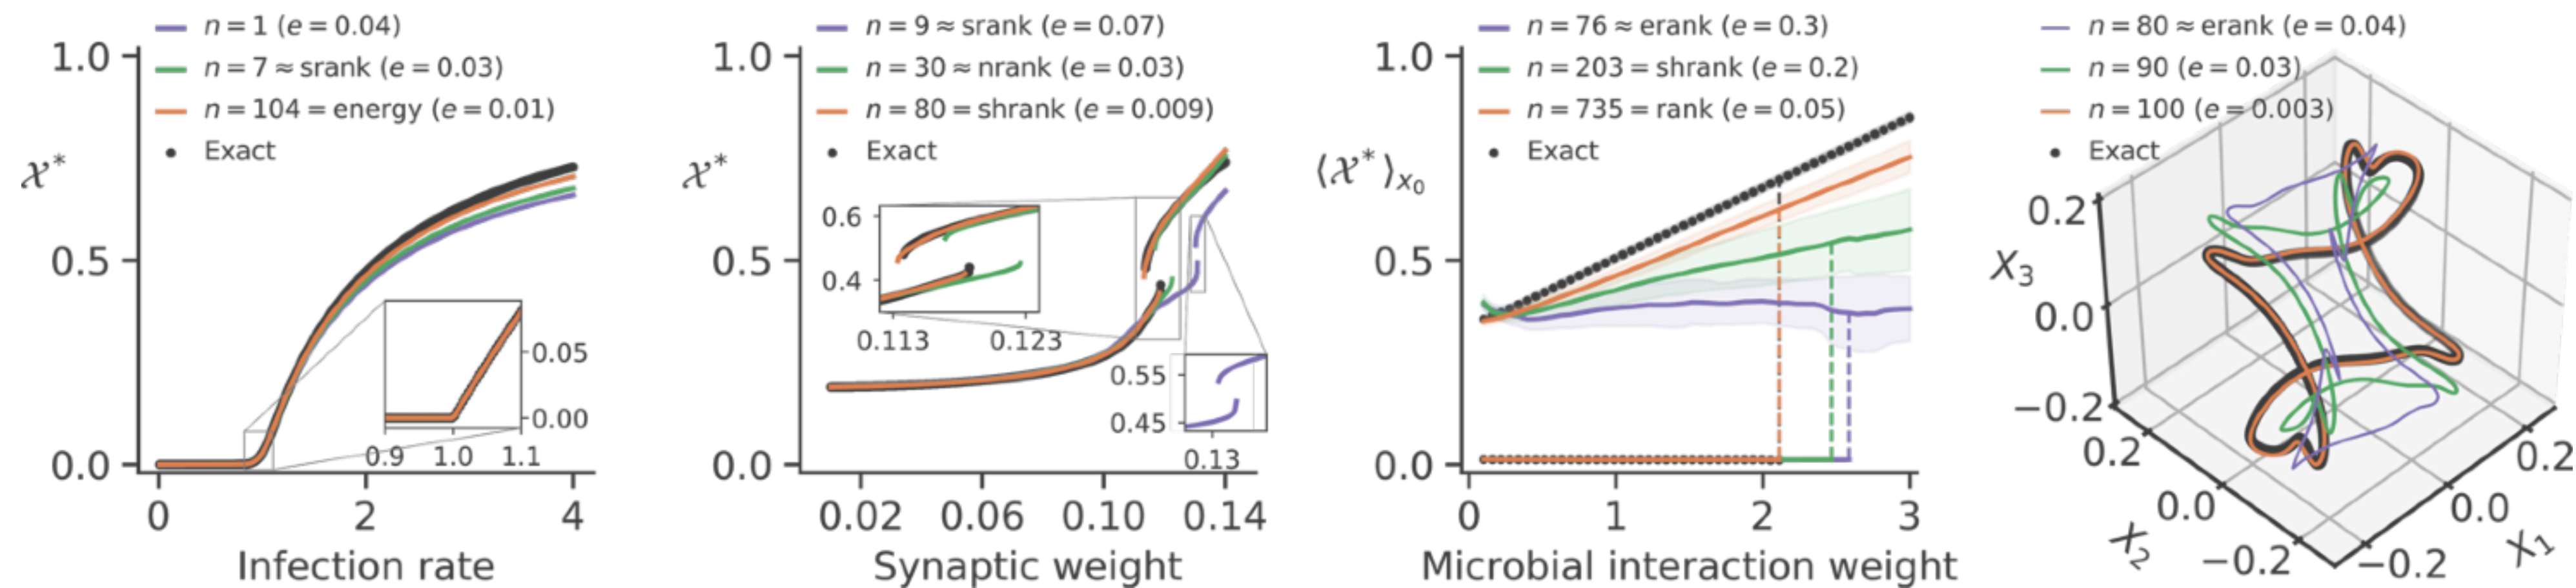 n = 1 (e = 0.04)
n = 7 ≈ srank (e = 0.03)
n = 104 = energy (e = 0.01)
Exact
1.0
0.5
0.0
𝒳*
0.05
0.00
0.9 1.0 1.1
0 2 4
Infection rate
n = 9 ≈ srank (e = 0.07)
n = 30 ≈ nrank (e = 0.03)
n = 80 = shrank (e = 0.009)
Exact
1.0
0.5
0.0
𝒳*
0.6
0.4
0.113 0.123
0.55
0.45
0.13
0.02 0.06 0.10 0.14
Synaptic weight
n = 76 ≈ erank (e = 0.3)
n = 203 = shrank (e = 0.2)
n = 735 = rank (e = 0.05)
Exact
1.0
0.5
0.0
⟨𝒳*⟩x₀
0 1 2 3
Microbial interaction weight
n = 80 ≈ erank (e = 0.04)
n = 90 (e = 0.03)
n = 100 (e = 0.003)
Exact
0.2
0.0
−0.2
X₃
0.2
0.0
−0.2
X₂
0.2
0.0
−0.2
X₁